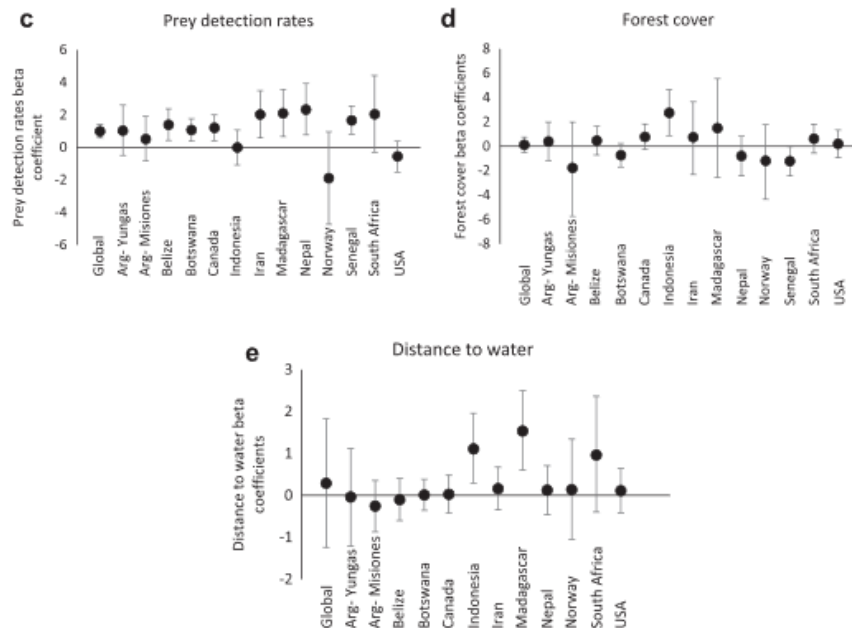 c
Prey detection rates
Prey detection rates beta
coefficient
6
4
2
0
-2
-4
-6
Global
Arg- Yungas
Arg- Misiones
Belize
Botswana
Canada
Indonesia
Iran
Madagascar
Nepal
Norway
Senegal
South Africa
USA
d
Forest cover
Forest cover beta coefficients
8
6
4
2
0
-2
-4
-6
-8
Global
Arg- Yungas
Arg- Misiones
Belize
Botswana
Canada
Indonesia
Iran
Madagascar
Nepal
Norway
Senegal
South Africa
USA
e
Distance to water
Distance to water beta
coefficients
3
2
1
0
-1
-2
Global
Arg- Yungas
Arg- Misiones
Belize
Botswana
Canada
Indonesia
Iran
Madagascar
Nepal
Norway
South Africa
USA